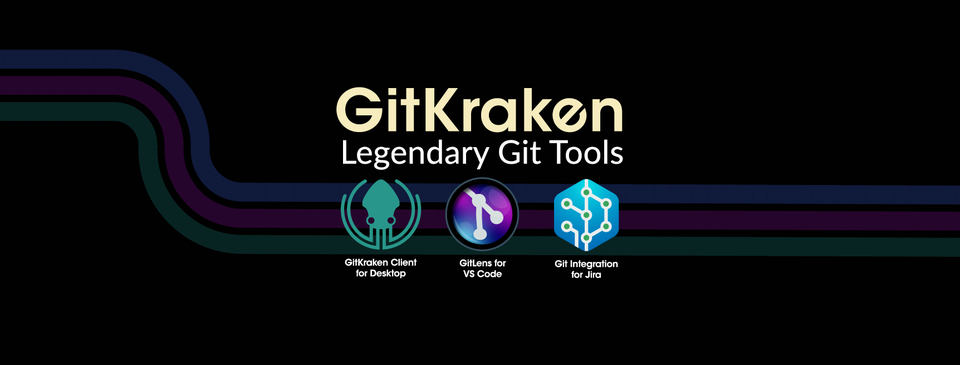 GitKraken
Legendary Git Tools
GitKraken Client
for Desktop
GitLens for
VS Code
Git Integration
for Jira